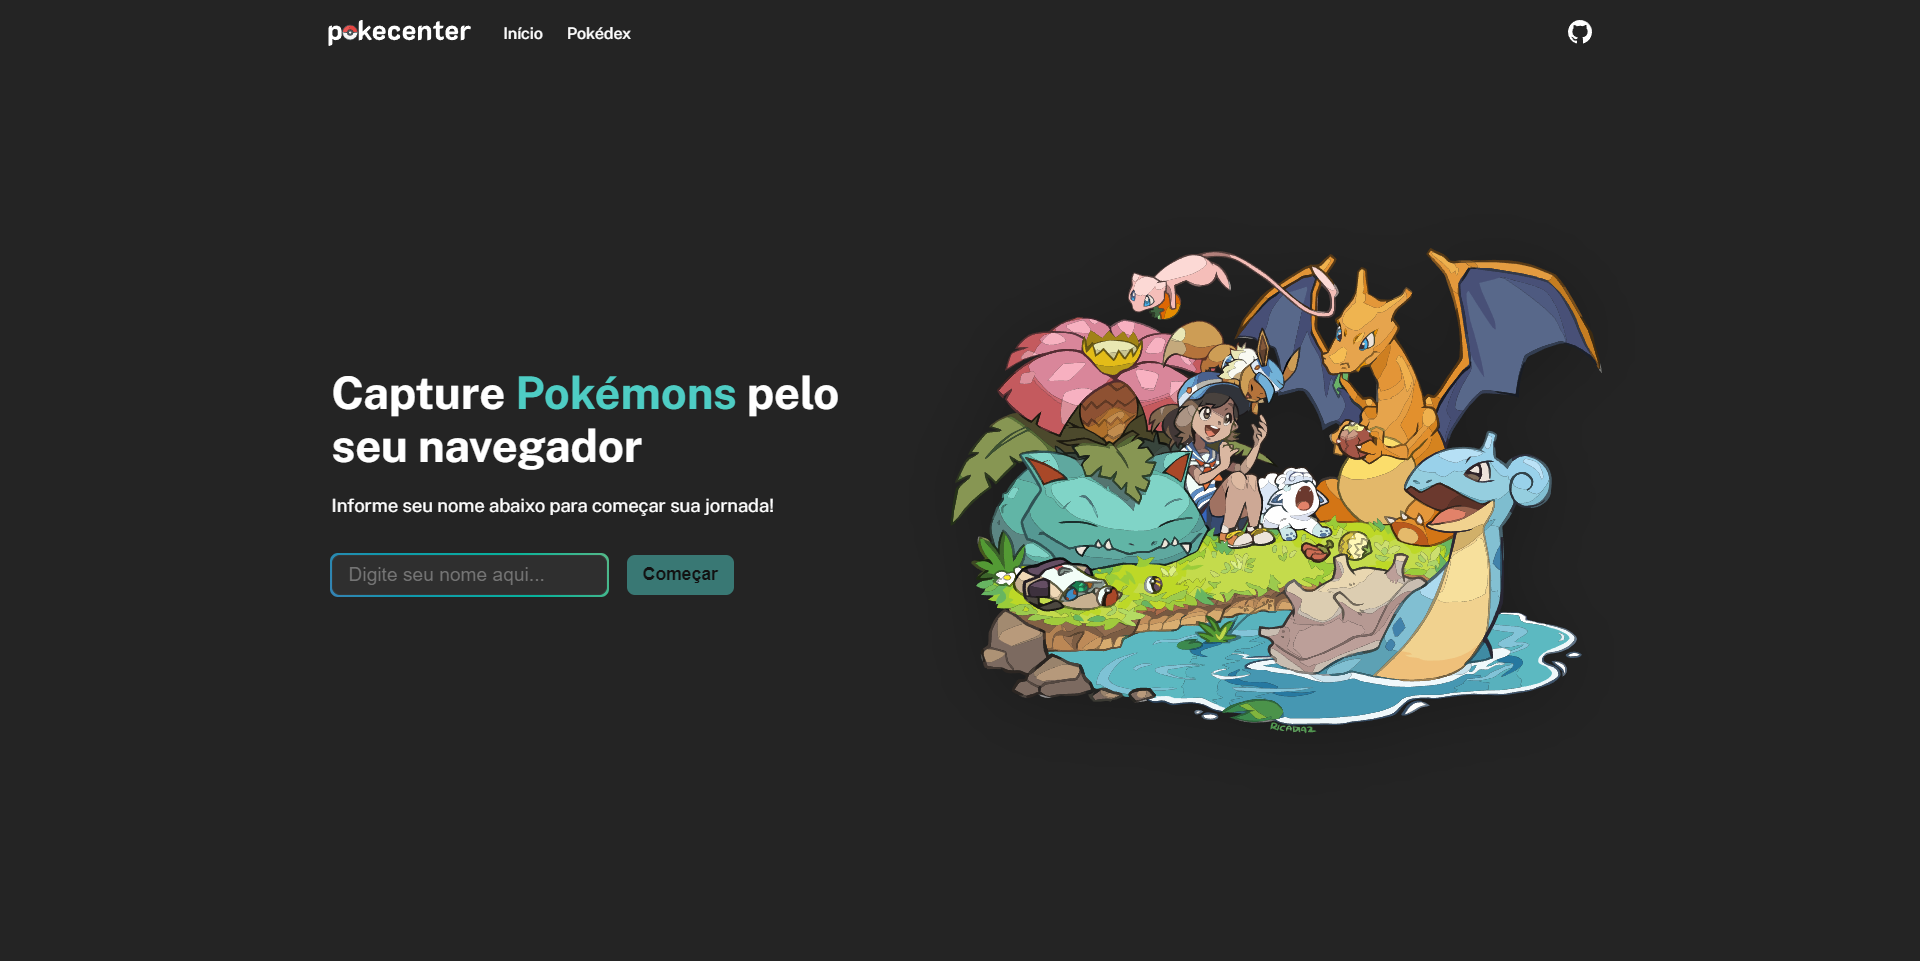 pokecenter
Início
Pokédex
Capture Pokémons pelo
seu navegador
Informe seu nome abaixo para começar sua jornada!
Digite seu nome aqui...
Começar
RICADIAZ